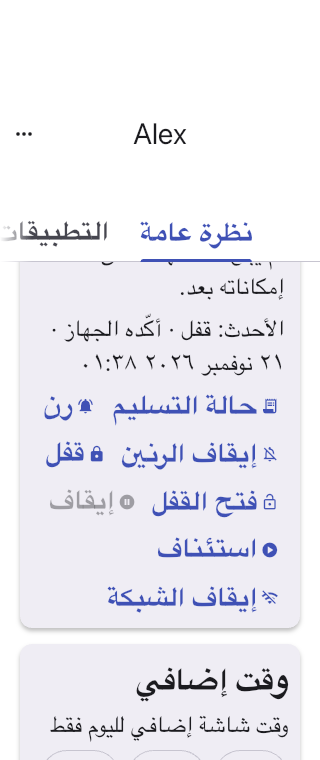 Alex
نظرة عامة التطبيقات
إمكاناته بعد.
الأحدث: قفل · أكّده الجهاز ·
٢١ نوفمبر ٢٠٢٦ ٠١:٣٨
حالة التسليم رن
إيقاف الرنين قفل
فتح القفل إيقاف
استئناف
إيقاف الشبكة
وقت إضافي
وقت شاشة إضافي لليوم فقط